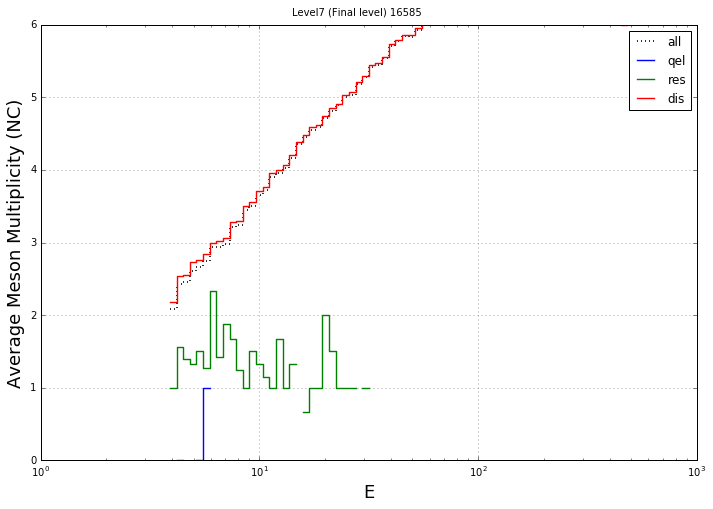 Level7 (Final level) 16585
Average Meson Multiplicity (NC)
6
5
4
3
2
1
0
all
qel
res
dis
10^0
10^1
10^2
10^3
E